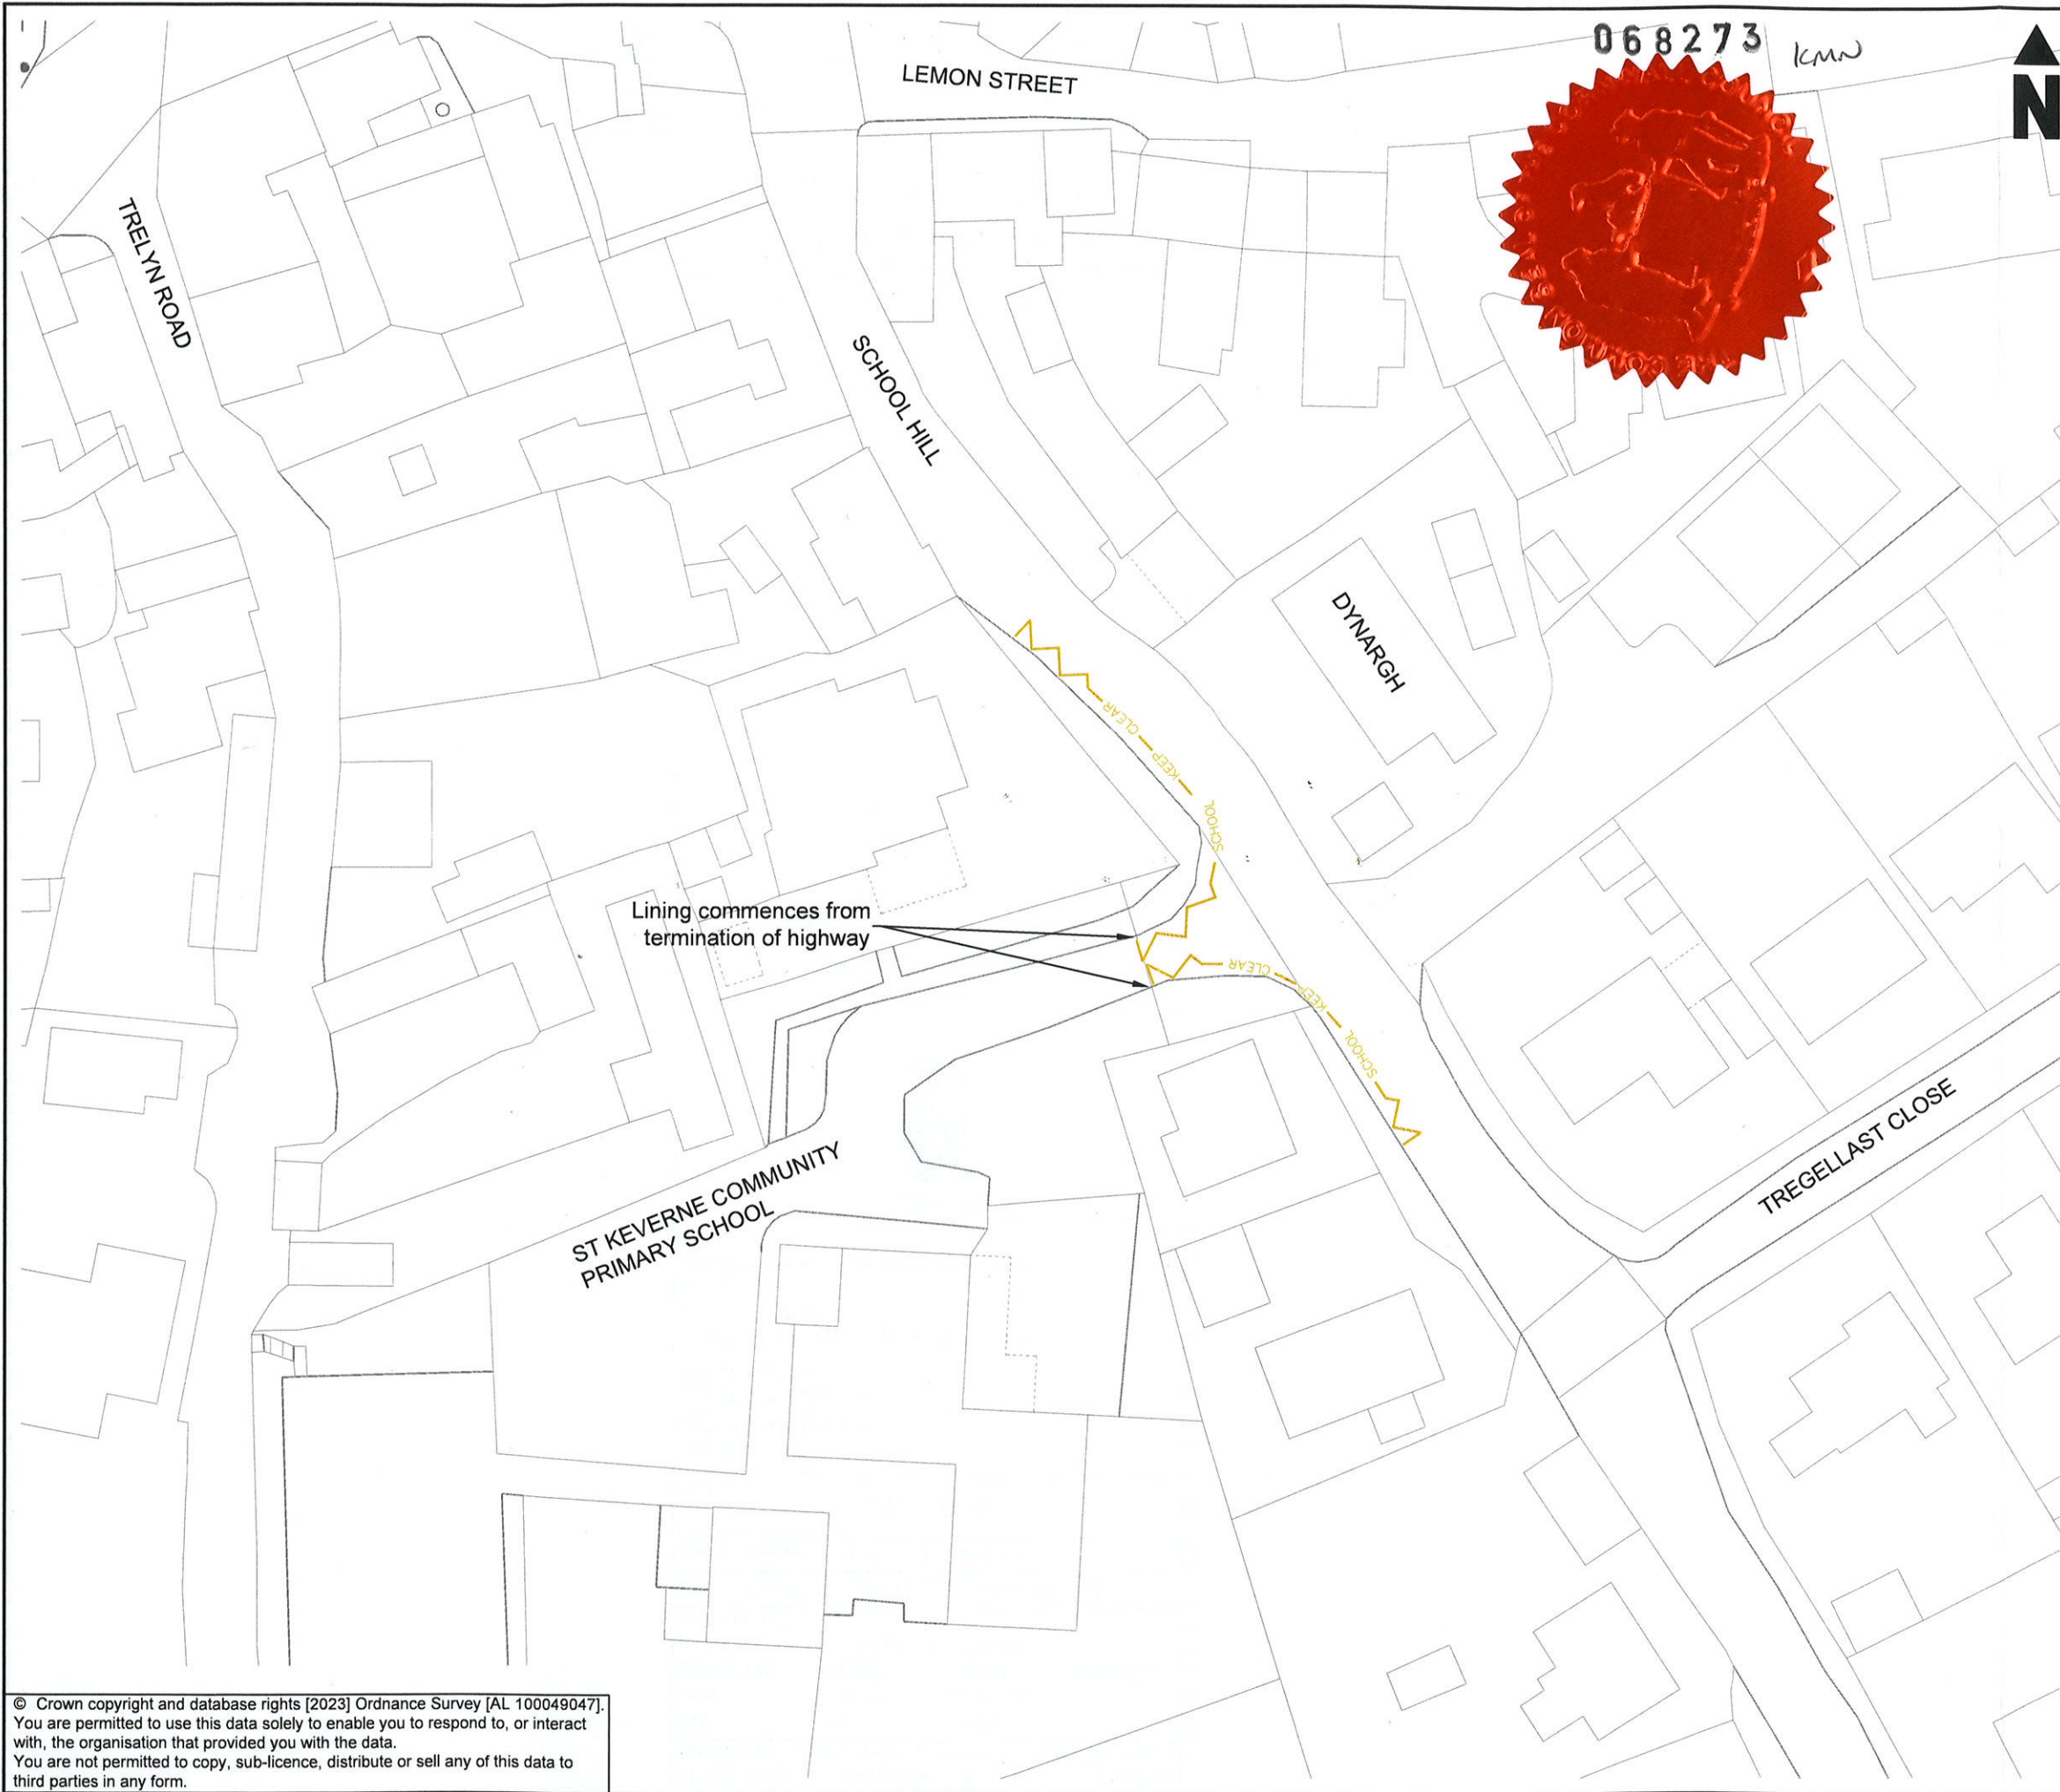 068273 KMN
N
LEMON STREET
TRELYN ROAD
SCHOOL HILL
DYNARGH
CLEAR
KEEP
SCHOOL
Lining commences from
termination of highway
CLEAR
KEEP
SCHOOL
TREGELLAST CLOSE
ST KEVERNE COMMUNITY
PRIMARY SCHOOL
© Crown copyright and database rights [2023] Ordnance Survey [AL 100049047].
You are permitted to use this data solely to enable you to respond to, or interact
with, the organisation that provided you with the data.
You are not permitted to copy, sub-licence, distribute or sell any of this data to
third parties in any form.